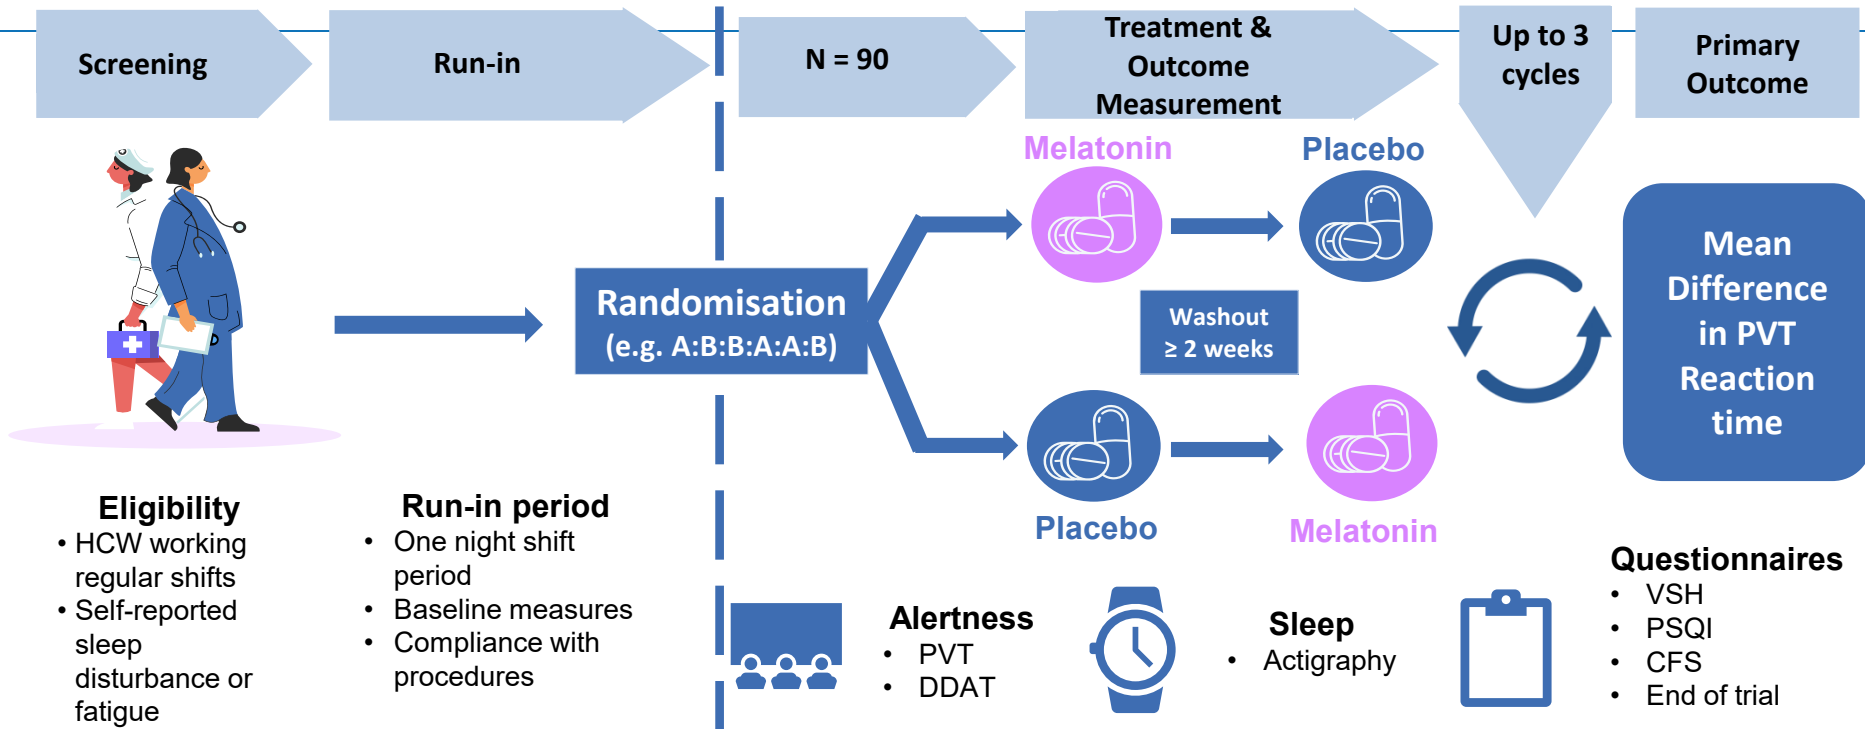 Screening
Run-in
N = 90
Treatment &
Outcome
Measurement
Up to 3
cycles
Primary
Outcome
Melatonin
Placebo
Randomisation
(e.g. A:B:B:A:A:B)
Washout
≥ 2 weeks
Mean
Difference
in PVT
Reaction
time
Placebo
Melatonin
Eligibility
• HCW working
regular shifts
• Self-reported
sleep
disturbance or
fatigue
Run-in period
• One night shift
period
• Baseline measures
• Compliance with
procedures
Alertness
• PVT
• DDAT
Sleep
• Actigraphy
Questionnaires
• VSH
• PSQI
• CFS
• End of trial